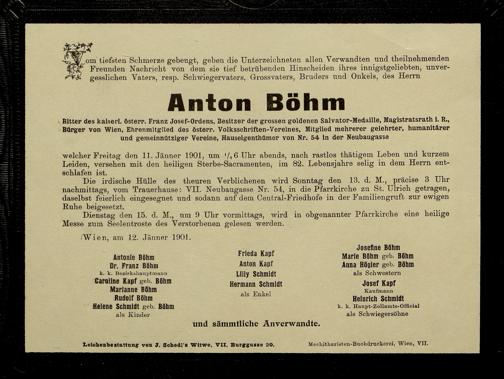 Vom tiefsten Schmerze gebeugt, geben die Unterzeichneten allen Verwandten und theilnehmenden
Freunden Nachricht von dem sie tief betrübenden Hinscheiden ihres innigstgeliebten, unver-
gesslichen Vaters, resp. Schwiegervaters, Grossvaters, Bruders und Onkels, des Herrn
Anton Böhm
Ritter des kaiserl. österr. Franz Josef-Ordens, Besitzer der grossen goldenen Salvator-Medaille, Magistratsrath i. R.,
Bürger von Wien, Ehrenmitglied des österr. Volksschriften-Vereines, Mitglied mehrerer gelehrter, humanitärer
und gemeinnütziger Vereine, Hauseigenthümer von Nr. 54 in der Neubaugasse
welcher Freitag den 11. Jänner 1901, um 6 Uhr abends, nach rastlos thätigem Leben und kurzem
Leiden, versehen mit den heiligen Sterbe-Sacramenten, im 82. Lebensjahre selig in dem Herrn ent-
schlafen ist.
Die irdische Hülle des theuren Verblichenen wird Sonntag den 13. d. M., präcise 3 Uhr
nachmittags, vom Trauerhause: VII. Neubaugasse Nr. 54, in die Pfarrkirche zu St. Ulrich getragen,
daselbst feierlich eingesegnet und sodann auf dem Central-Friedhofe in der Familiengruft zur ewigen
Ruhe beigesetzt.
Dienstag den 15. d. M., um 9 Uhr vormittags, wird in obgenannter Pfarrkirche eine heilige
Messe zum Seelentroste des Verstorbenen gelesen werden.
Wien, am 12. Jänner 1901.
Antonie Böhm
Dr. Franz Böhm
k. k. Bezirkshauptmann
Caroline Kapf geb. Böhm
Marianne Böhm
Rudolf Böhm
Helene Schmidt geb. Böhm
als Kinder
Frieda Kapf
Anton Kapf
Lilly Schmidt
Hermann Schmidt
als Enkel
Josefine Böhm
Marie Böhm geb. Böhm
Anna Högler geb. Böhm
als Schwestern
Josef Kapf
Kaufmann
Heinrich Schmidt
k. k. Haupt-Zollamts-Official
als Schwiegersöhne
und sämmtliche Anverwandte.
Leichenbestattung von J. Schedl's Witwe, VII, Burggasse 20.
Mechitharisten-Buchdruckerei, Wien, VII.